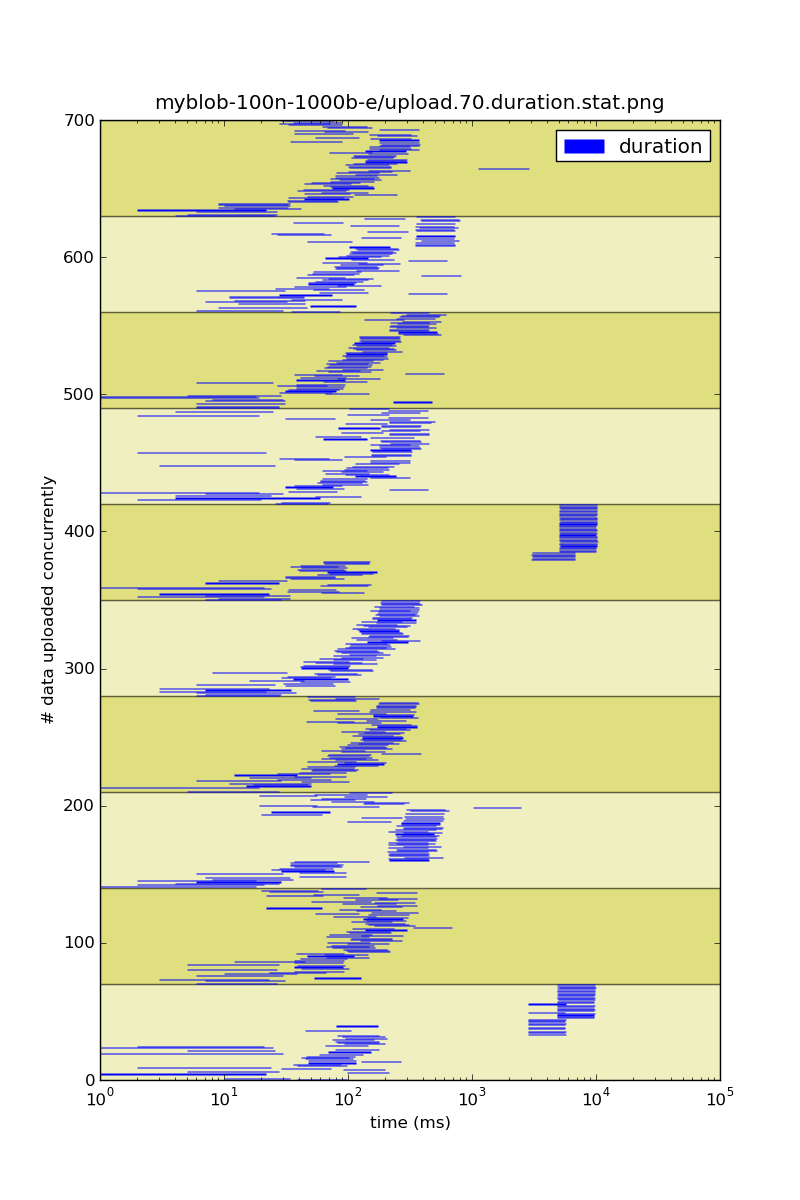 myblob-100n-1000b-e/upload.70.duration.stat.png
duration
700
600
500
400
300
200
100
0
# data uploaded concurrently
10^0 10^1 10^2 10^3 10^4 10^5
time (ms)